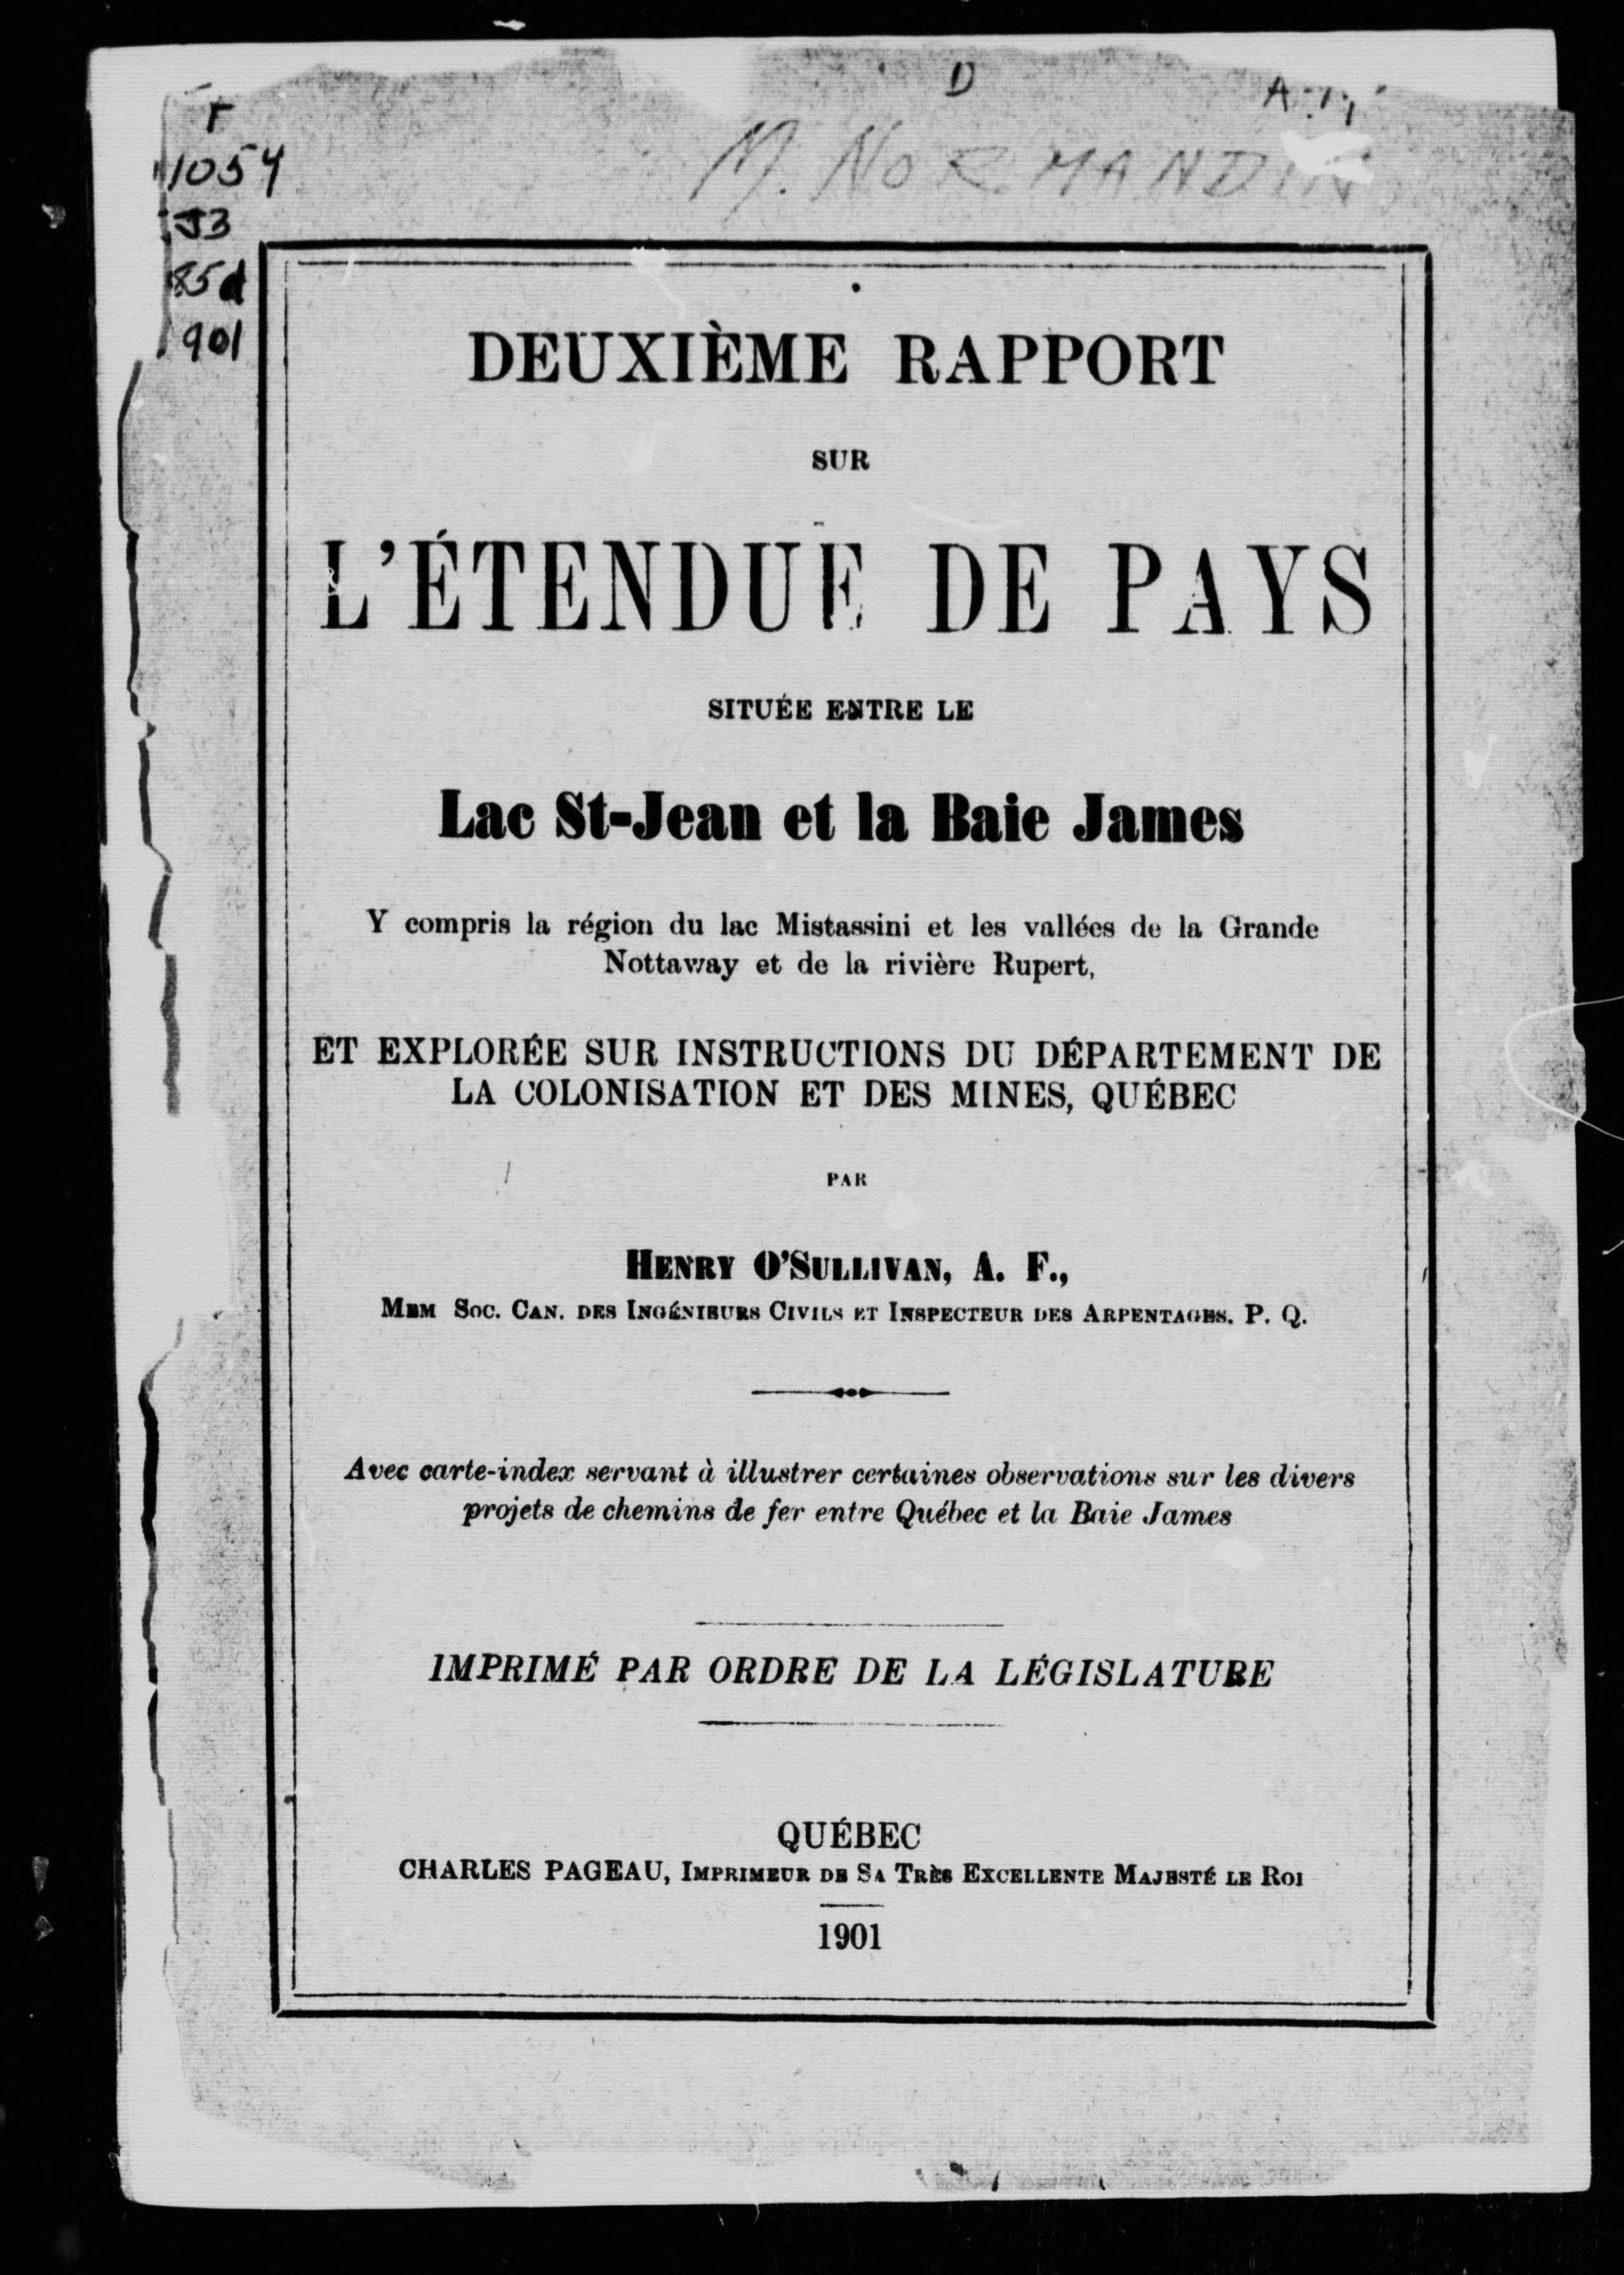 F
1054
J3
85d
901
D
M. NORMANDIN
DEUXIÈME RAPPORT
SUR
L'ÉTENDUE DE PAYS
SITUÉE ENTRE LE
Lac St-Jean et la Baie James
Y compris la région du lac Mistassini et les vallées de la Grande
Nottaway et de la rivière Rupert,
ET EXPLORÉE SUR INSTRUCTIONS DU DÉPARTEMENT DE
LA COLONISATION ET DES MINES, QUÉBEC
PAR
HENRY O'SULLIVAN, A. F.,
MEM SOC. CAN. DES INGÉNIEURS CIVILS ET INSPECTEUR DES ARPENTAGES. P. Q.
Avec carte-index servant à illustrer certaines observations sur les divers
projets de chemins de fer entre Québec et la Baie James
IMPRIMÉ PAR ORDRE DE LA LÉGISLATURE
QUÉBEC
CHARLES PAGEAU, IMPRIMEUR DE SA TRÈS EXCELLENTE MAJESTÉ LE ROI
1901